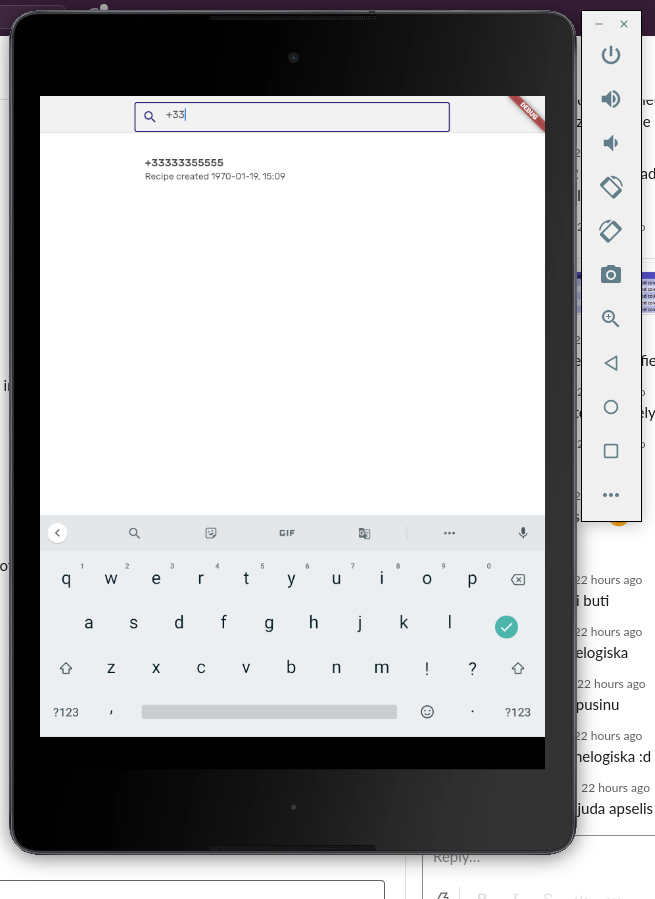 +33
DEBUG
+33333355555
Recipe created 1970-01-19, 15:09
GIF
1 2 3 4 5 6 7 8 9 0
q w e r t y u i o p
a s d f g h j k l
z x c v b n m ! ?
?123 , . ?123
22 hours ago
i buti
22 hours ago
elogiska
22 hours ago
pusinu
22 hours ago
nelogiska :d
22 hours ago
juda apselis
Reply...